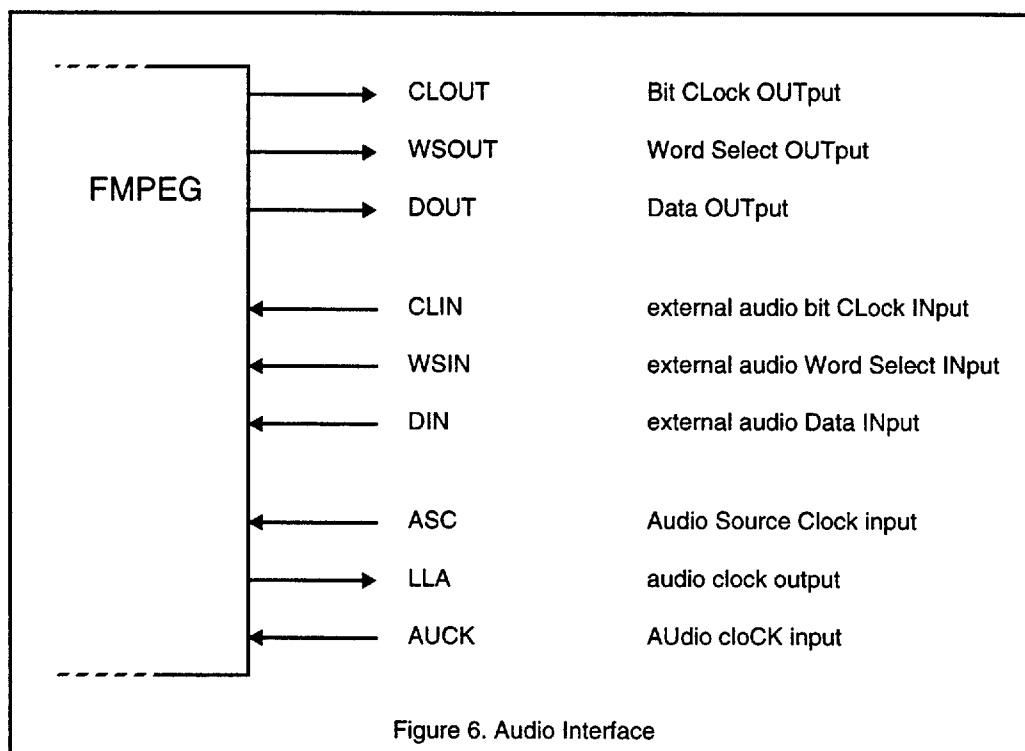 CLOUT Bit CLock OUTput
WSOUT Word Select OUTput
FMPEG
DOUT Data OUTput
CLIN external audio bit CLock INput
WSIN external audio Word Select INput
DIN external audio Data INput
ASC Audio Source Clock input
LLA audio clock output
AUCK AUdio cloCK input
Figure 6. Audio Interface